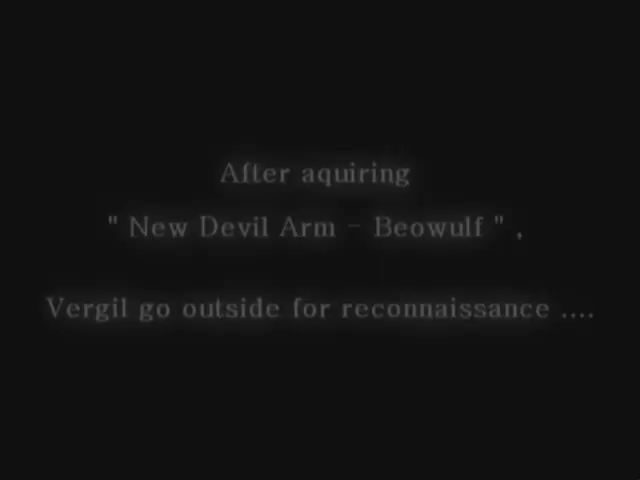 After aquiring
" New Devil Arm - Beowulf " ,
Vergil go outside for reconnaissance ....